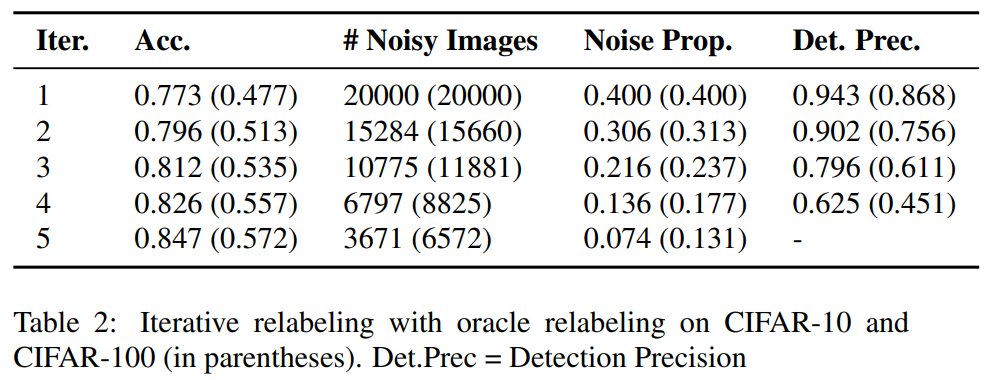 Iter. Acc. # Noisy Images Noise Prop. Det. Prec.
1 0.773 (0.477) 20000 (20000) 0.400 (0.400) 0.943 (0.868)
2 0.796 (0.513) 15284 (15660) 0.306 (0.313) 0.902 (0.756)
3 0.812 (0.535) 10775 (11881) 0.216 (0.237) 0.796 (0.611)
4 0.826 (0.557) 6797 (8825) 0.136 (0.177) 0.625 (0.451)
5 0.847 (0.572) 3671 (6572) 0.074 (0.131) -
Table 2: Iterative relabeling with oracle relabeling on CIFAR-10 and
CIFAR-100 (in parentheses). Det.Prec = Detection Precision